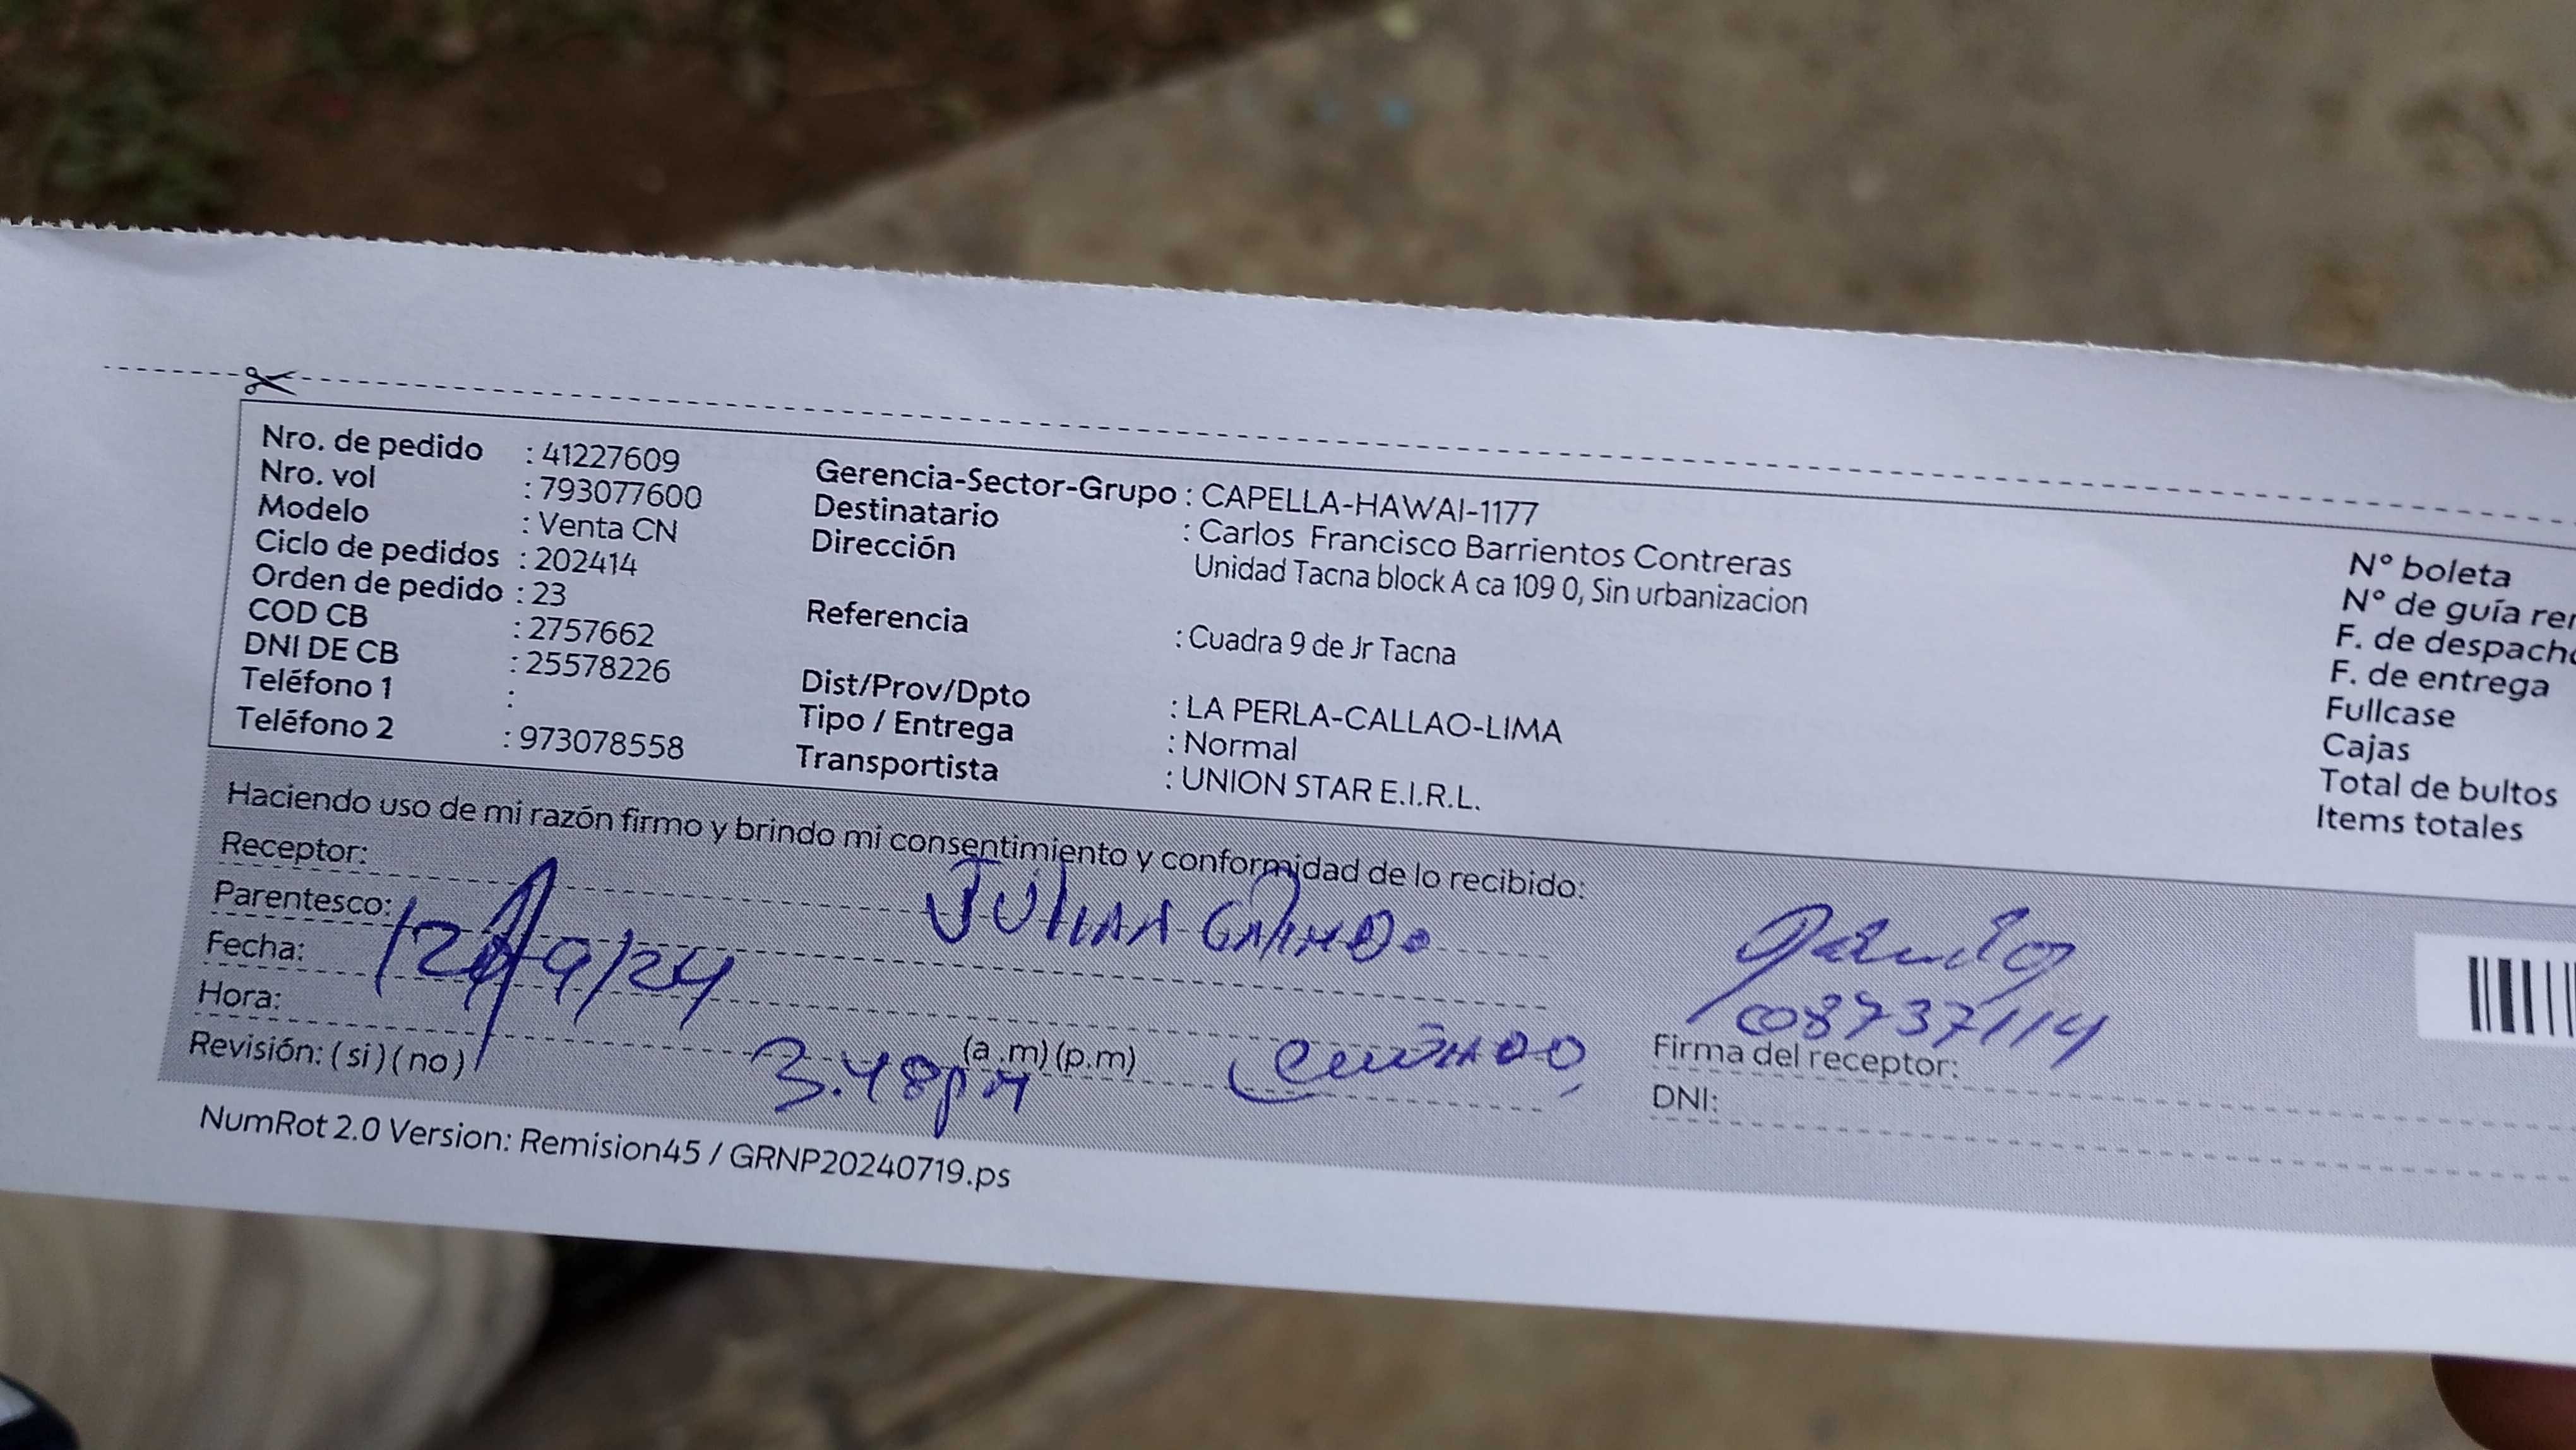 Nro. de pedido : 41227609
Nro. vol : 793077600
Modelo : Venta CN
Ciclo de pedidos : 202414
Orden de pedido : 23
COD CB : 2757662
DNI DE CB : 25578226
Teléfono 1 :
Teléfono 2 : 973078558
Gerencia-Sector-Grupo : CAPELLA-HAWAI-1177
Destinatario : Carlos Francisco Barrientos Contreras
Dirección Unidad Tacna block A ca 109 0, Sin urbanizacion
Referencia : Cuadra 9 de Jr Tacna
Dist/Prov/Dpto : LA PERLA-CALLAO-LIMA
Tipo / Entrega : Normal
Transportista : UNION STAR E.I.R.L.
N° boleta
N° de guía
F. de
F. de entrega
Fullcase
Cajas
Total de bultos
Items totales
Haciendo uso de mi razón firmo y brindo mi consentimiento y conformidad de lo recibido:
Receptor: JULIAA
Parentesco:
Fecha: 12/9/24
Hora: 3.48pm (a.m)(p.m)
Revisión: (si)(no)
Firma del receptor:
DNI:
NumRot 2.0 Version: Remision45 / GRNP20240719.ps